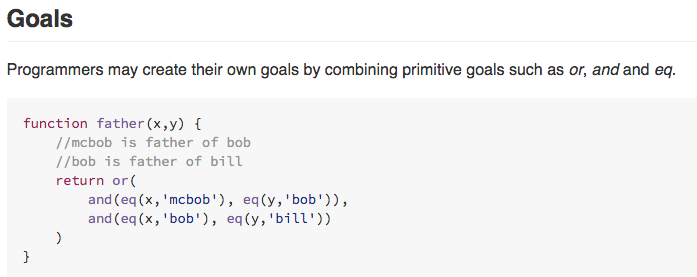 Goals
Programmers may create their own goals by combining primitive goals such as or, and and eq.
function father(x,y) {
    //mcbob is father of bob
    //bob is father of bill
    return or(
        and(eq(x,'mcbob'), eq(y,'bob')),
        and(eq(x,'bob'), eq(y,'bill'))
    )
}